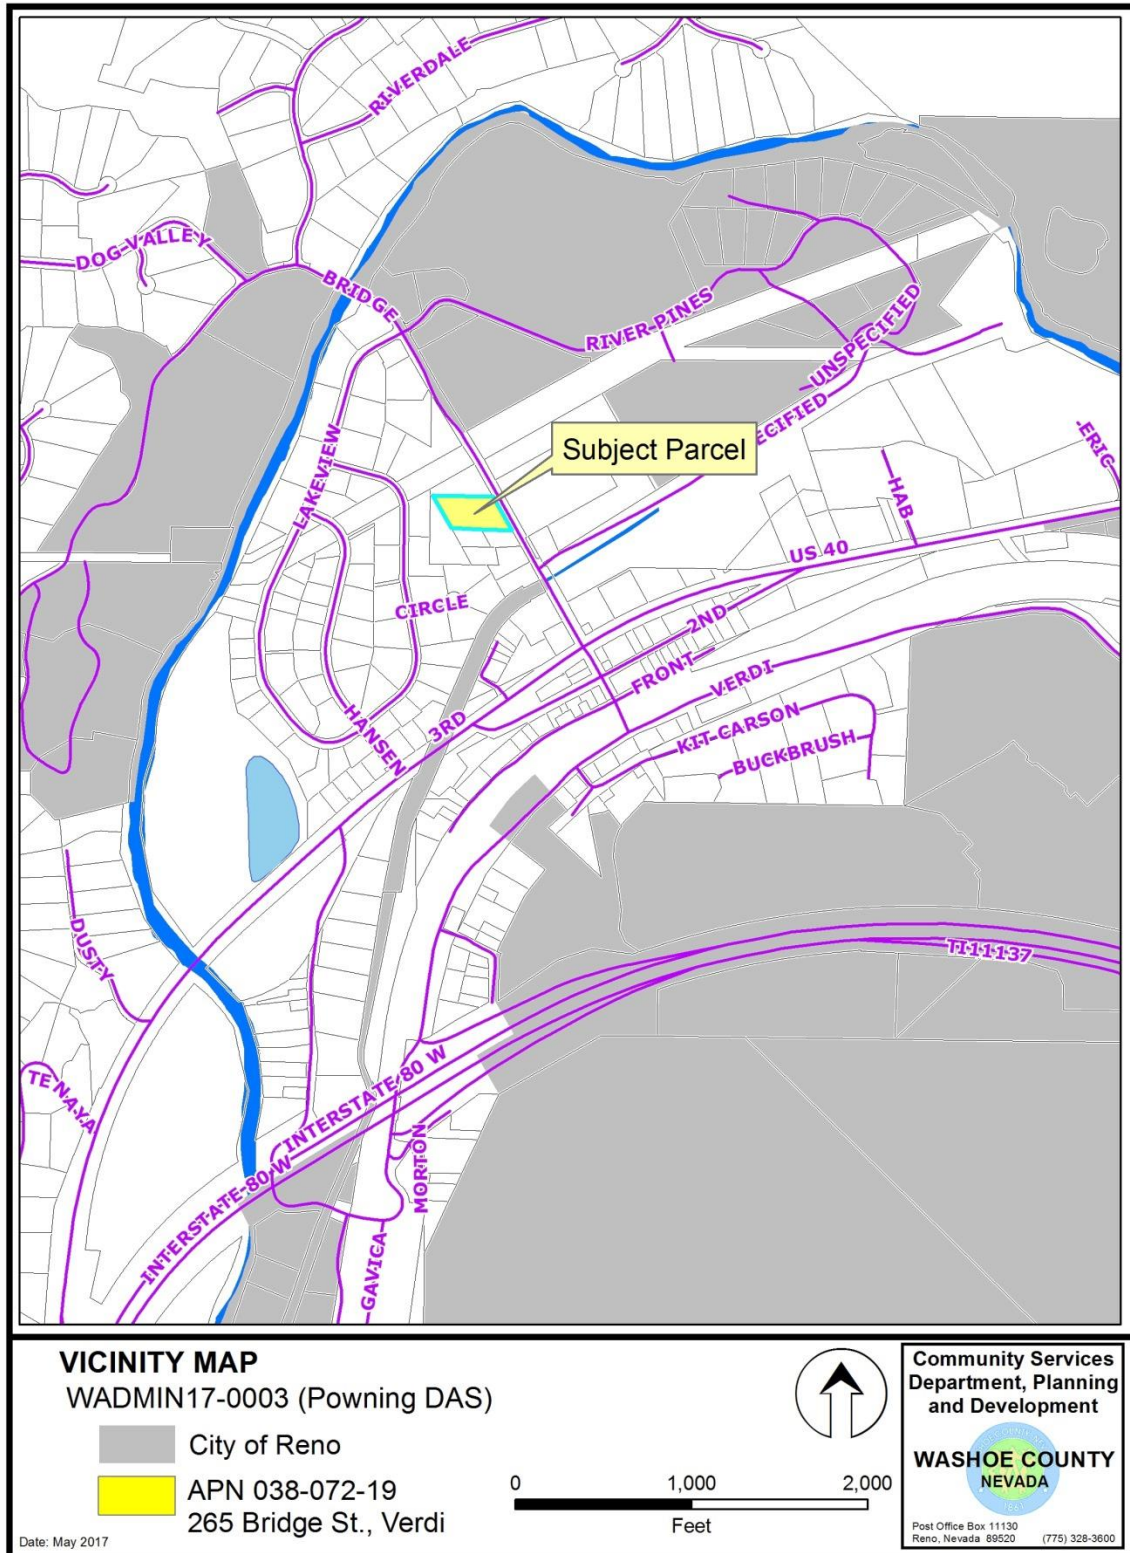 RIVERDALE
DOG VALLEY
BRIDGE
RIVER PINES
UNSPECIFIED
ECIFIED
Subject Parcel
LAKEVIEW
ERIC
HAB
US 40
CIRCLE
2ND
FRONT
VERDI
HANSEN
3RD
KIT CARSON
BUCKBRUSH
DUSTY
TI11137
TENAYA
INTERSTATE 80 W
INTERSTATE 80 W
MORTON
GAVICA
VICINITY MAP
WADMIN17-0003 (Powning DAS)
City of Reno
APN 038-072-19
265 Bridge St., Verdi
Date: May 2017
0 1,000 2,000
Feet
Community Services
Department, Planning
and Development
WASHOE COUNTY
NEVADA
1861
Post Office Box 11130
Reno, Nevada 89520 (775) 328-3600